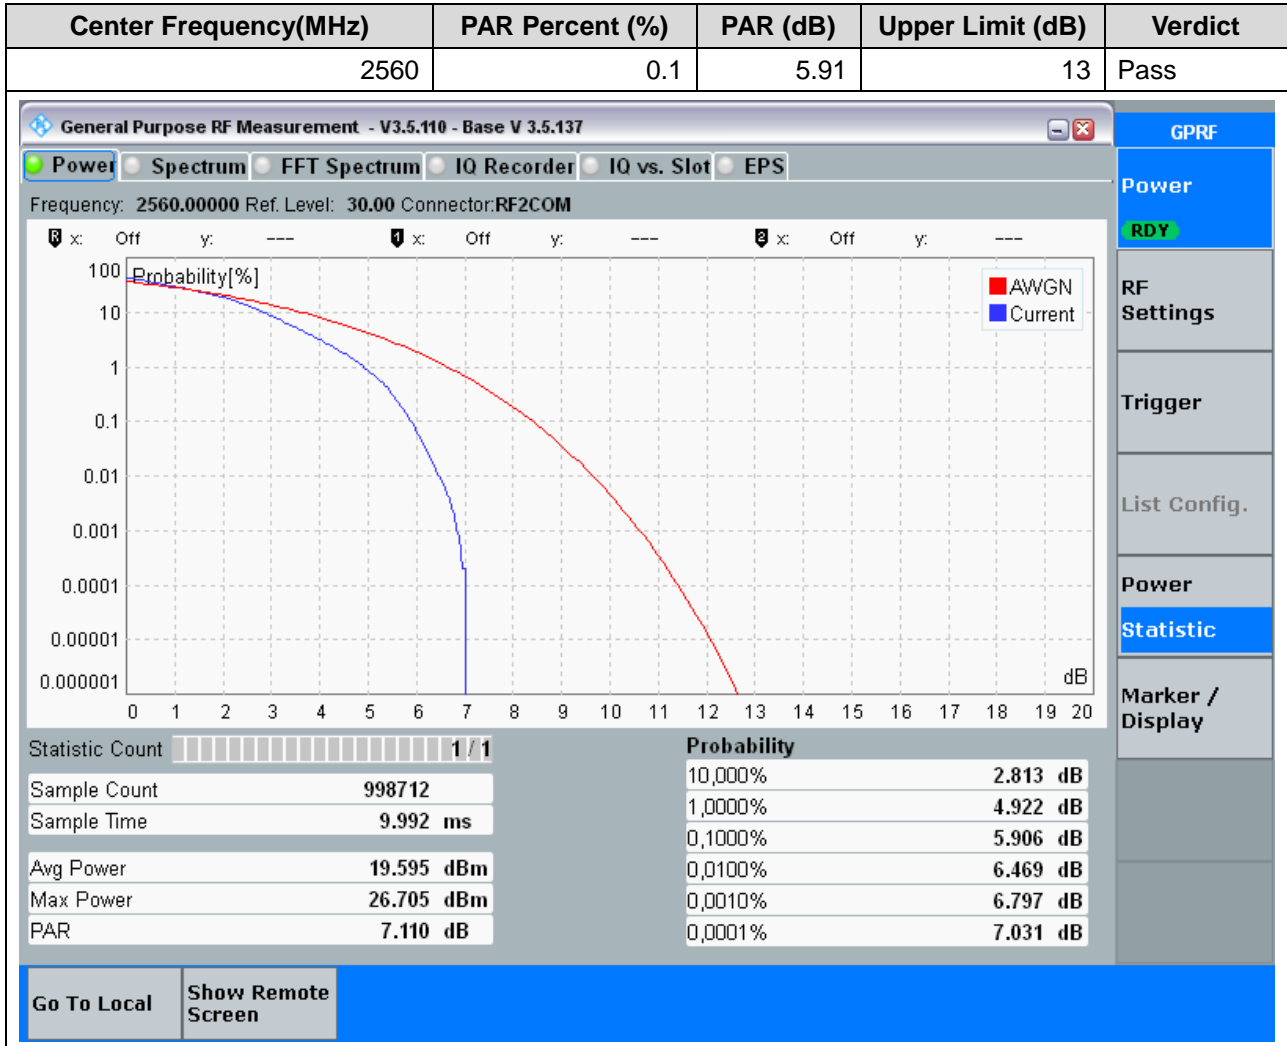 Center Frequency(MHz) PAR Percent (%) PAR (dB) Upper Limit (dB) Verdict
2560 0.1 5.91 13 Pass
General Purpose RF Measurement - V3.5.110 - Base V 3.5.137
GPRF
Power Spectrum FFT Spectrum IQ Recorder IQ vs. Slot EPS
Frequency: 2560.00000 Ref. Level: 30.00 Connector:RF2COM
R x: Off y: --- 1 x: Off y: --- 2 x: Off y: ---
Probability[%]
100
10
1
0.1
0.01
0.001
0.0001
0.00001
0.000001
AWGN
Current
dB
0 1 2 3 4 5 6 7 8 9 10 11 12 13 14 15 16 17 18 19 20
Statistic Count 1 / 1
Sample Count 998712
Sample Time 9.992 ms
Avg Power 19.595 dBm
Max Power 26.705 dBm
PAR 7.110 dB
Probability
10,000% 2.813 dB
1,0000% 4.922 dB
0,1000% 5.906 dB
0,0100% 6.469 dB
0,0010% 6.797 dB
0,0001% 7.031 dB
Power
RDY
RF
Settings
Trigger
List Config.
Power
Statistic
Marker /
Display
Go To Local
Show Remote
Screen